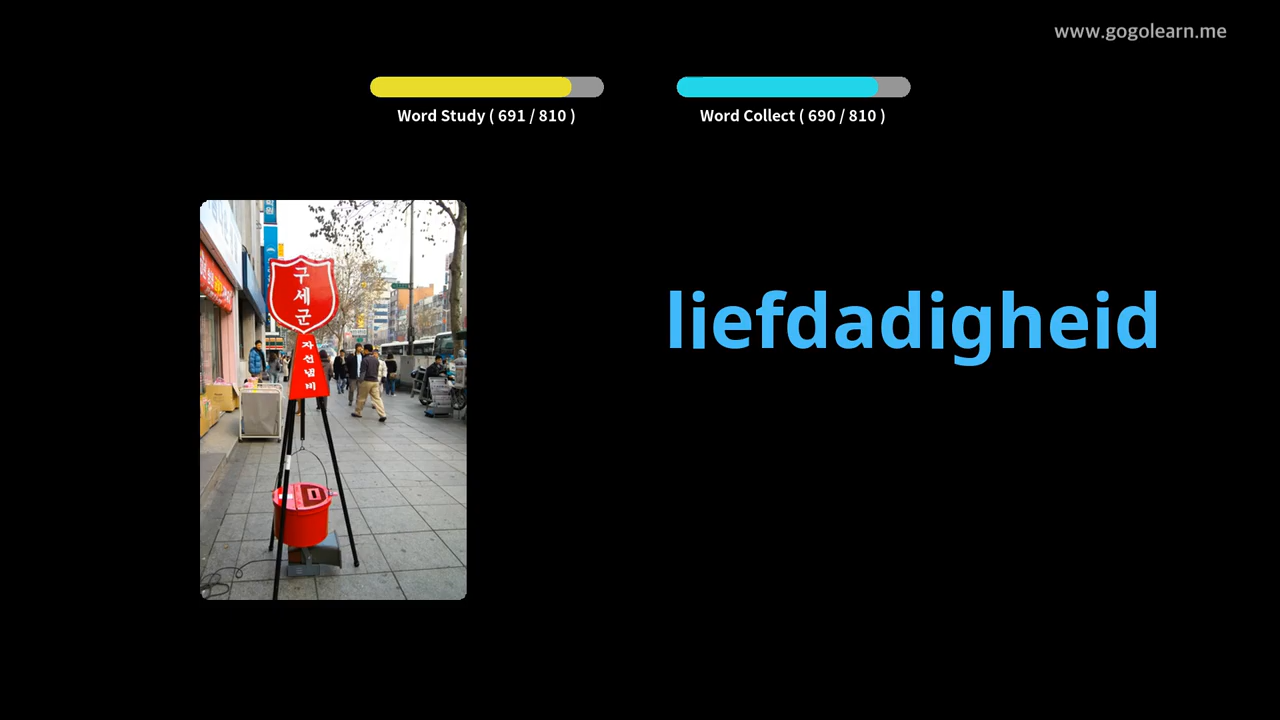 www.gogolearn.me
Word Study ( 691 / 810 )
Word Collect ( 690 / 810 )
구
세
군
자
선
냄
비
liefdadigheid